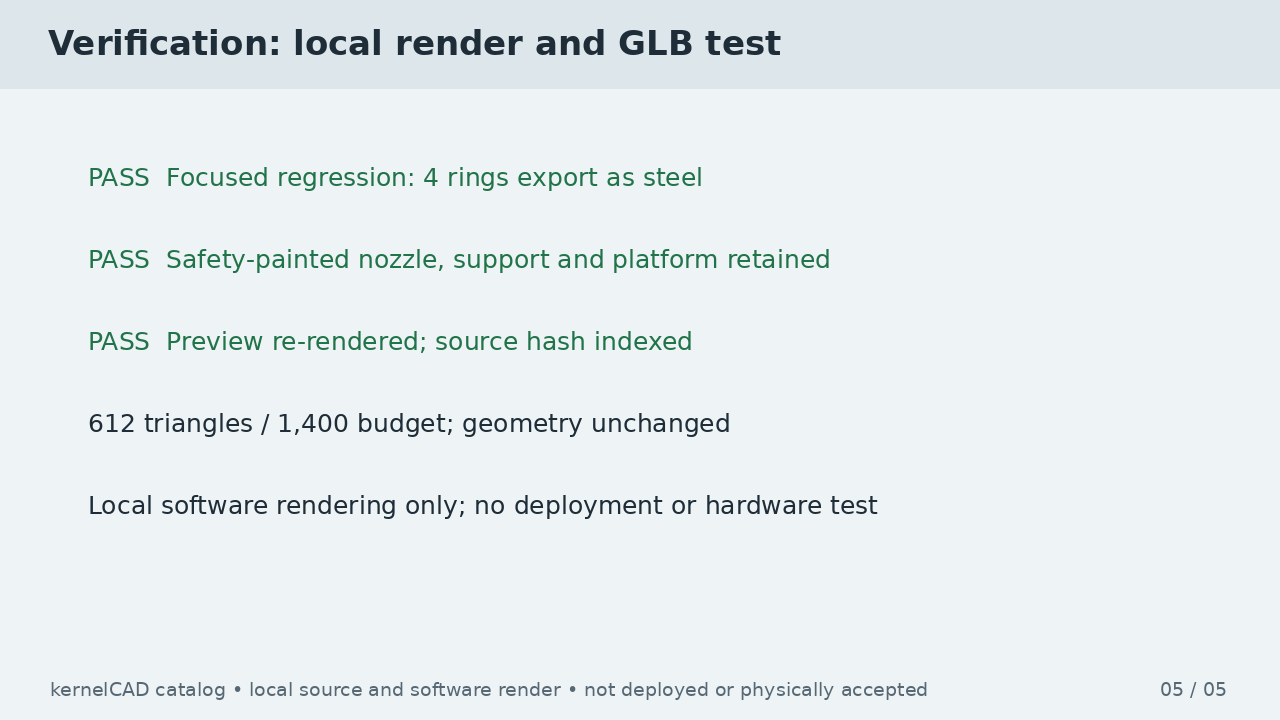 Verification: local render and GLB test
PASS  Focused regression: 4 rings export as steel
PASS  Safety-painted nozzle, support and platform retained
PASS  Preview re-rendered; source hash indexed
612 triangles / 1,400 budget; geometry unchanged
Local software rendering only; no deployment or hardware test
kernelCAD catalog • local source and software render • not deployed or physically accepted
05 / 05